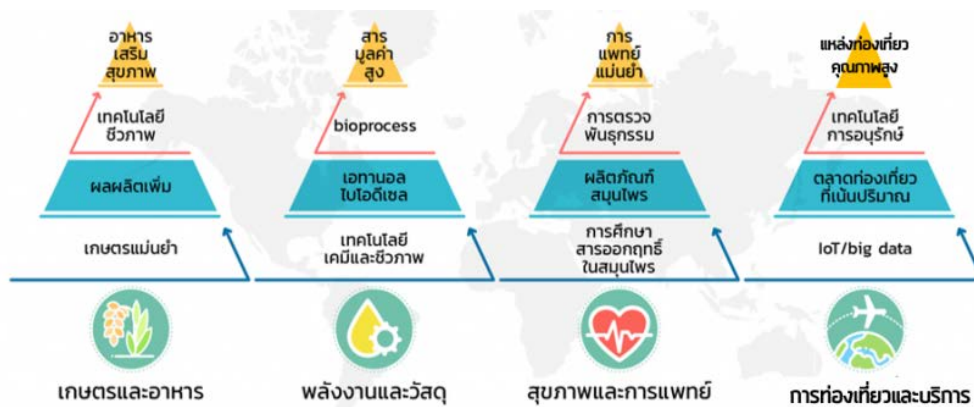 อาหาร
เสริม
สุขภาพ
เทคโนโลยี
ชีวภาพ
ผลผลิตเพิ่ม
เกษตรแม่นยำ
เกษตรและอาหาร
สาร
มูลค่า
สูง
bioprocess
เอทานอล
ไบโอดีเซล
เทคโนโลยี
เคมีและชีวภาพ
พลังงานและวัสดุ
การ
แพทย์
แม่นยำ
การตรวจ
พันธุกรรม
ผลิตภัณฑ์
สมุนไพร
การศึกษา
สารออกฤทธิ์
ในสมุนไพร
สุขภาพและการแพทย์
แหล่งท่องเที่ยว
คุณภาพสูง
เทคโนโลยี
การอนุรักษ์
ตลาดท่องเที่ยว
ที่เน้นปริมาณ
IoT/big data
การท่องเที่ยวและบริการ